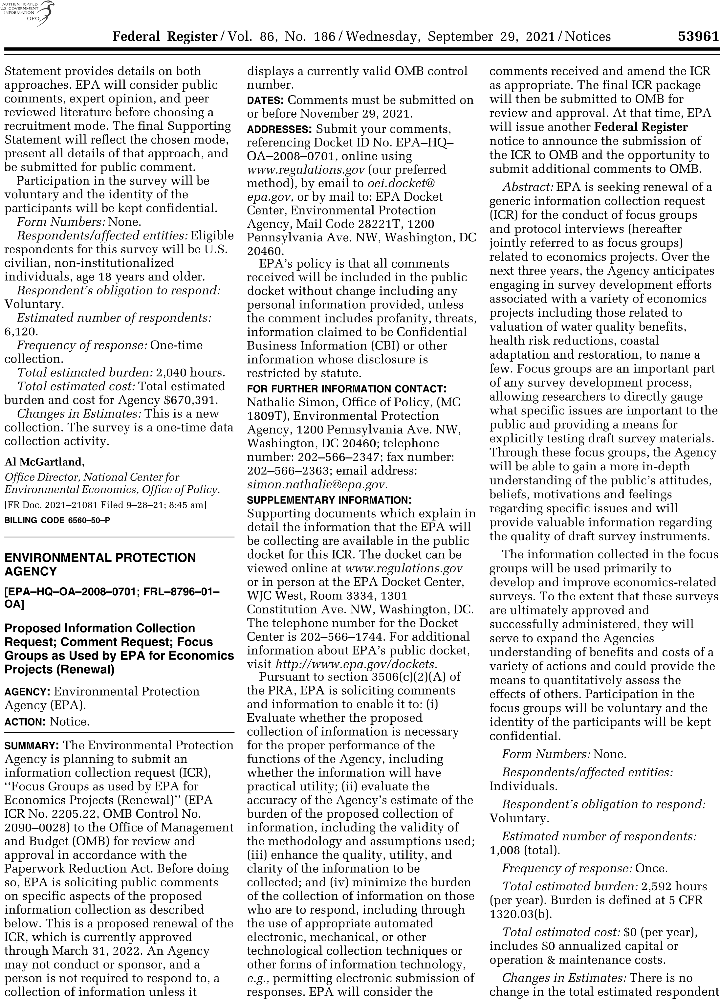 AUTHENTICATED
U.S. GOVERNMENT
INFORMATION
GPO
Federal Register / Vol. 86, No. 186 / Wednesday, September 29, 2021 / Notices 53961
Statement provides details on both
approaches. EPA will consider public
comments, expert opinion, and peer
reviewed literature before choosing a
recruitment mode. The final Supporting
Statement will reflect the chosen mode,
present all details of that approach, and
be submitted for public comment.
Participation in the survey will be
voluntary and the identity of the
participants will be kept confidential.
Form Numbers: None.
Respondents/affected entities: Eligible
respondents for this survey will be U.S.
civilian, non-institutionalized
individuals, age 18 years and older.
Respondent's obligation to respond:
Voluntary.
Estimated number of respondents:
6,120.
Frequency of response: One-time
collection.
Total estimated burden: 2,040 hours.
Total estimated cost: Total estimated
burden and cost for Agency $670,391.
Changes in Estimates: This is a new
collection. The survey is a one-time data
collection activity.
Al McGartland,
Office Director, National Center for
Environmental Economics, Office of Policy.
[FR Doc. 2021–21081 Filed 9–28–21; 8:45 am]
BILLING CODE 6560–50–P
ENVIRONMENTAL PROTECTION
AGENCY
[EPA–HQ–OA–2008–0701; FRL–8796–01–
OA]
Proposed Information Collection
Request; Comment Request; Focus
Groups as Used by EPA for Economics
Projects (Renewal)
AGENCY: Environmental Protection
Agency (EPA).
ACTION: Notice.
SUMMARY: The Environmental Protection
Agency is planning to submit an
information collection request (ICR),
‘‘Focus Groups as used by EPA for
Economics Projects (Renewal)’’ (EPA
ICR No. 2205.22, OMB Control No.
2090–0028) to the Office of Management
and Budget (OMB) for review and
approval in accordance with the
Paperwork Reduction Act. Before doing
so, EPA is soliciting public comments
on specific aspects of the proposed
information collection as described
below. This is a proposed renewal of the
ICR, which is currently approved
through March 31, 2022. An Agency
may not conduct or sponsor, and a
person is not required to respond to, a
collection of information unless it
displays a currently valid OMB control
number.
DATES: Comments must be submitted on
or before November 29, 2021.
ADDRESSES: Submit your comments,
referencing Docket ID No. EPA–HQ–
OA–2008–0701, online using
www.regulations.gov (our preferred
method), by email to oei.docket@
epa.gov, or by mail to: EPA Docket
Center, Environmental Protection
Agency, Mail Code 28221T, 1200
Pennsylvania Ave. NW, Washington, DC
20460.
EPA's policy is that all comments
received will be included in the public
docket without change including any
personal information provided, unless
the comment includes profanity, threats,
information claimed to be Confidential
Business Information (CBI) or other
information whose disclosure is
restricted by statute.
FOR FURTHER INFORMATION CONTACT:
Nathalie Simon, Office of Policy, (MC
1809T), Environmental Protection
Agency, 1200 Pennsylvania Ave. NW,
Washington, DC 20460; telephone
number: 202–566–2347; fax number:
202–566–2363; email address:
simon.nathalie@epa.gov.
SUPPLEMENTARY INFORMATION:
Supporting documents which explain in
detail the information that the EPA will
be collecting are available in the public
docket for this ICR. The docket can be
viewed online at www.regulations.gov
or in person at the EPA Docket Center,
WJC West, Room 3334, 1301
Constitution Ave. NW, Washington, DC.
The telephone number for the Docket
Center is 202–566–1744. For additional
information about EPA's public docket,
visit http://www.epa.gov/dockets.
Pursuant to section 3506(c)(2)(A) of
the PRA, EPA is soliciting comments
and information to enable it to: (i)
Evaluate whether the proposed
collection of information is necessary
for the proper performance of the
functions of the Agency, including
whether the information will have
practical utility; (ii) evaluate the
accuracy of the Agency's estimate of the
burden of the proposed collection of
information, including the validity of
the methodology and assumptions used;
(iii) enhance the quality, utility, and
clarity of the information to be
collected; and (iv) minimize the burden
of the collection of information on those
who are to respond, including through
the use of appropriate automated
electronic, mechanical, or other
technological collection techniques or
other forms of information technology,
e.g., permitting electronic submission of
responses. EPA will consider the
comments received and amend the ICR
as appropriate. The final ICR package
will then be submitted to OMB for
review and approval. At that time, EPA
will issue another Federal Register
notice to announce the submission of
the ICR to OMB and the opportunity to
submit additional comments to OMB.
Abstract: EPA is seeking renewal of a
generic information collection request
(ICR) for the conduct of focus groups
and protocol interviews (hereafter
jointly referred to as focus groups)
related to economics projects. Over the
next three years, the Agency anticipates
engaging in survey development efforts
associated with a variety of economics
projects including those related to
valuation of water quality benefits,
health risk reductions, coastal
adaptation and restoration, to name a
few. Focus groups are an important part
of any survey development process,
allowing researchers to directly gauge
what specific issues are important to the
public and providing a means for
explicitly testing draft survey materials.
Through these focus groups, the Agency
will be able to gain a more in-depth
understanding of the public's attitudes,
beliefs, motivations and feelings
regarding specific issues and will
provide valuable information regarding
the quality of draft survey instruments.
The information collected in the focus
groups will be used primarily to
develop and improve economics-related
surveys. To the extent that these surveys
are ultimately approved and
successfully administered, they will
serve to expand the Agencies
understanding of benefits and costs of a
variety of actions and could provide the
means to quantitatively assess the
effects of others. Participation in the
focus groups will be voluntary and the
identity of the participants will be kept
confidential.
Form Numbers: None.
Respondents/affected entities:
Individuals.
Respondent's obligation to respond:
Voluntary.
Estimated number of respondents:
1,008 (total).
Frequency of response: Once.
Total estimated burden: 2,592 hours
(per year). Burden is defined at 5 CFR
1320.03(b).
Total estimated cost: $0 (per year),
includes $0 annualized capital or
operation & maintenance costs.
Changes in Estimates: There is no
change in the total estimated respondent